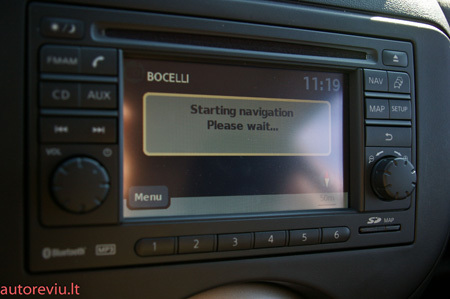 FM·AM
CD AUX
VOL
BOCELLI 11:19
Starting navigation
Please wait...
Menu
NAV
MAP SETUP
SD MAP
Bluetooth MP3
1 2 3 4 5 6
autoreviu.lt